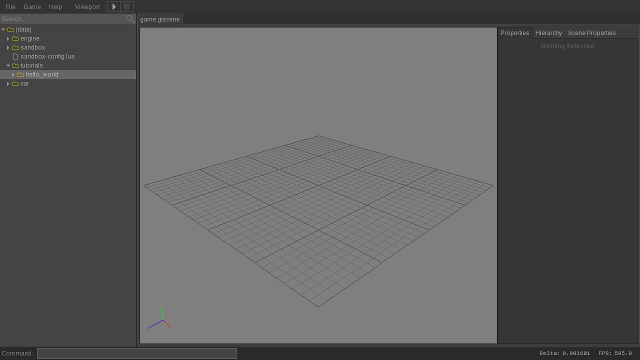 File Game Help Viewport
Search
game.gtscene
(data)
engine
sandbox
sandbox-config.lua
tutorials
hello_world
var
Properties Hierarchy Scene Properties
Nothing Selected
Command: Delta: 0.001681 FPS: 595.0